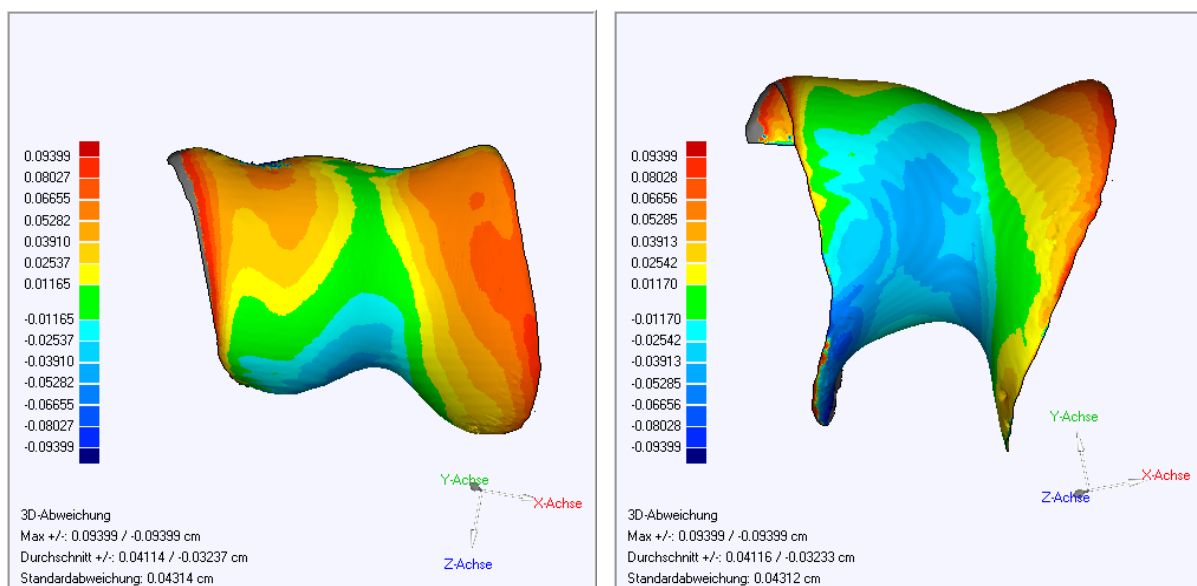 0.09399
0.08027
0.06655
0.05282
0.03910
0.02537
0.01165
-0.01165
-0.02537
-0.03910
-0.05282
-0.06655
-0.08027
-0.09399
Y-Achse
X-Achse
Z-Achse
3D-Abweichung
Max +/-: 0.09399 / -0.09399 cm
Durchschnitt +/-: 0.04114 / -0.03237 cm
Standardabweichung: 0.04314 cm
0.09399
0.08028
0.06656
0.05285
0.03913
0.02542
0.01170
-0.01170
-0.02542
-0.03913
-0.05285
-0.06656
-0.08028
-0.09399
Y-Achse
X-Achse
Z-Achse
3D-Abweichung
Max +/-: 0.09399 / -0.09399 cm
Durchschnitt +/-: 0.04116 / -0.03233 cm
Standardabweichung: 0.04312 cm